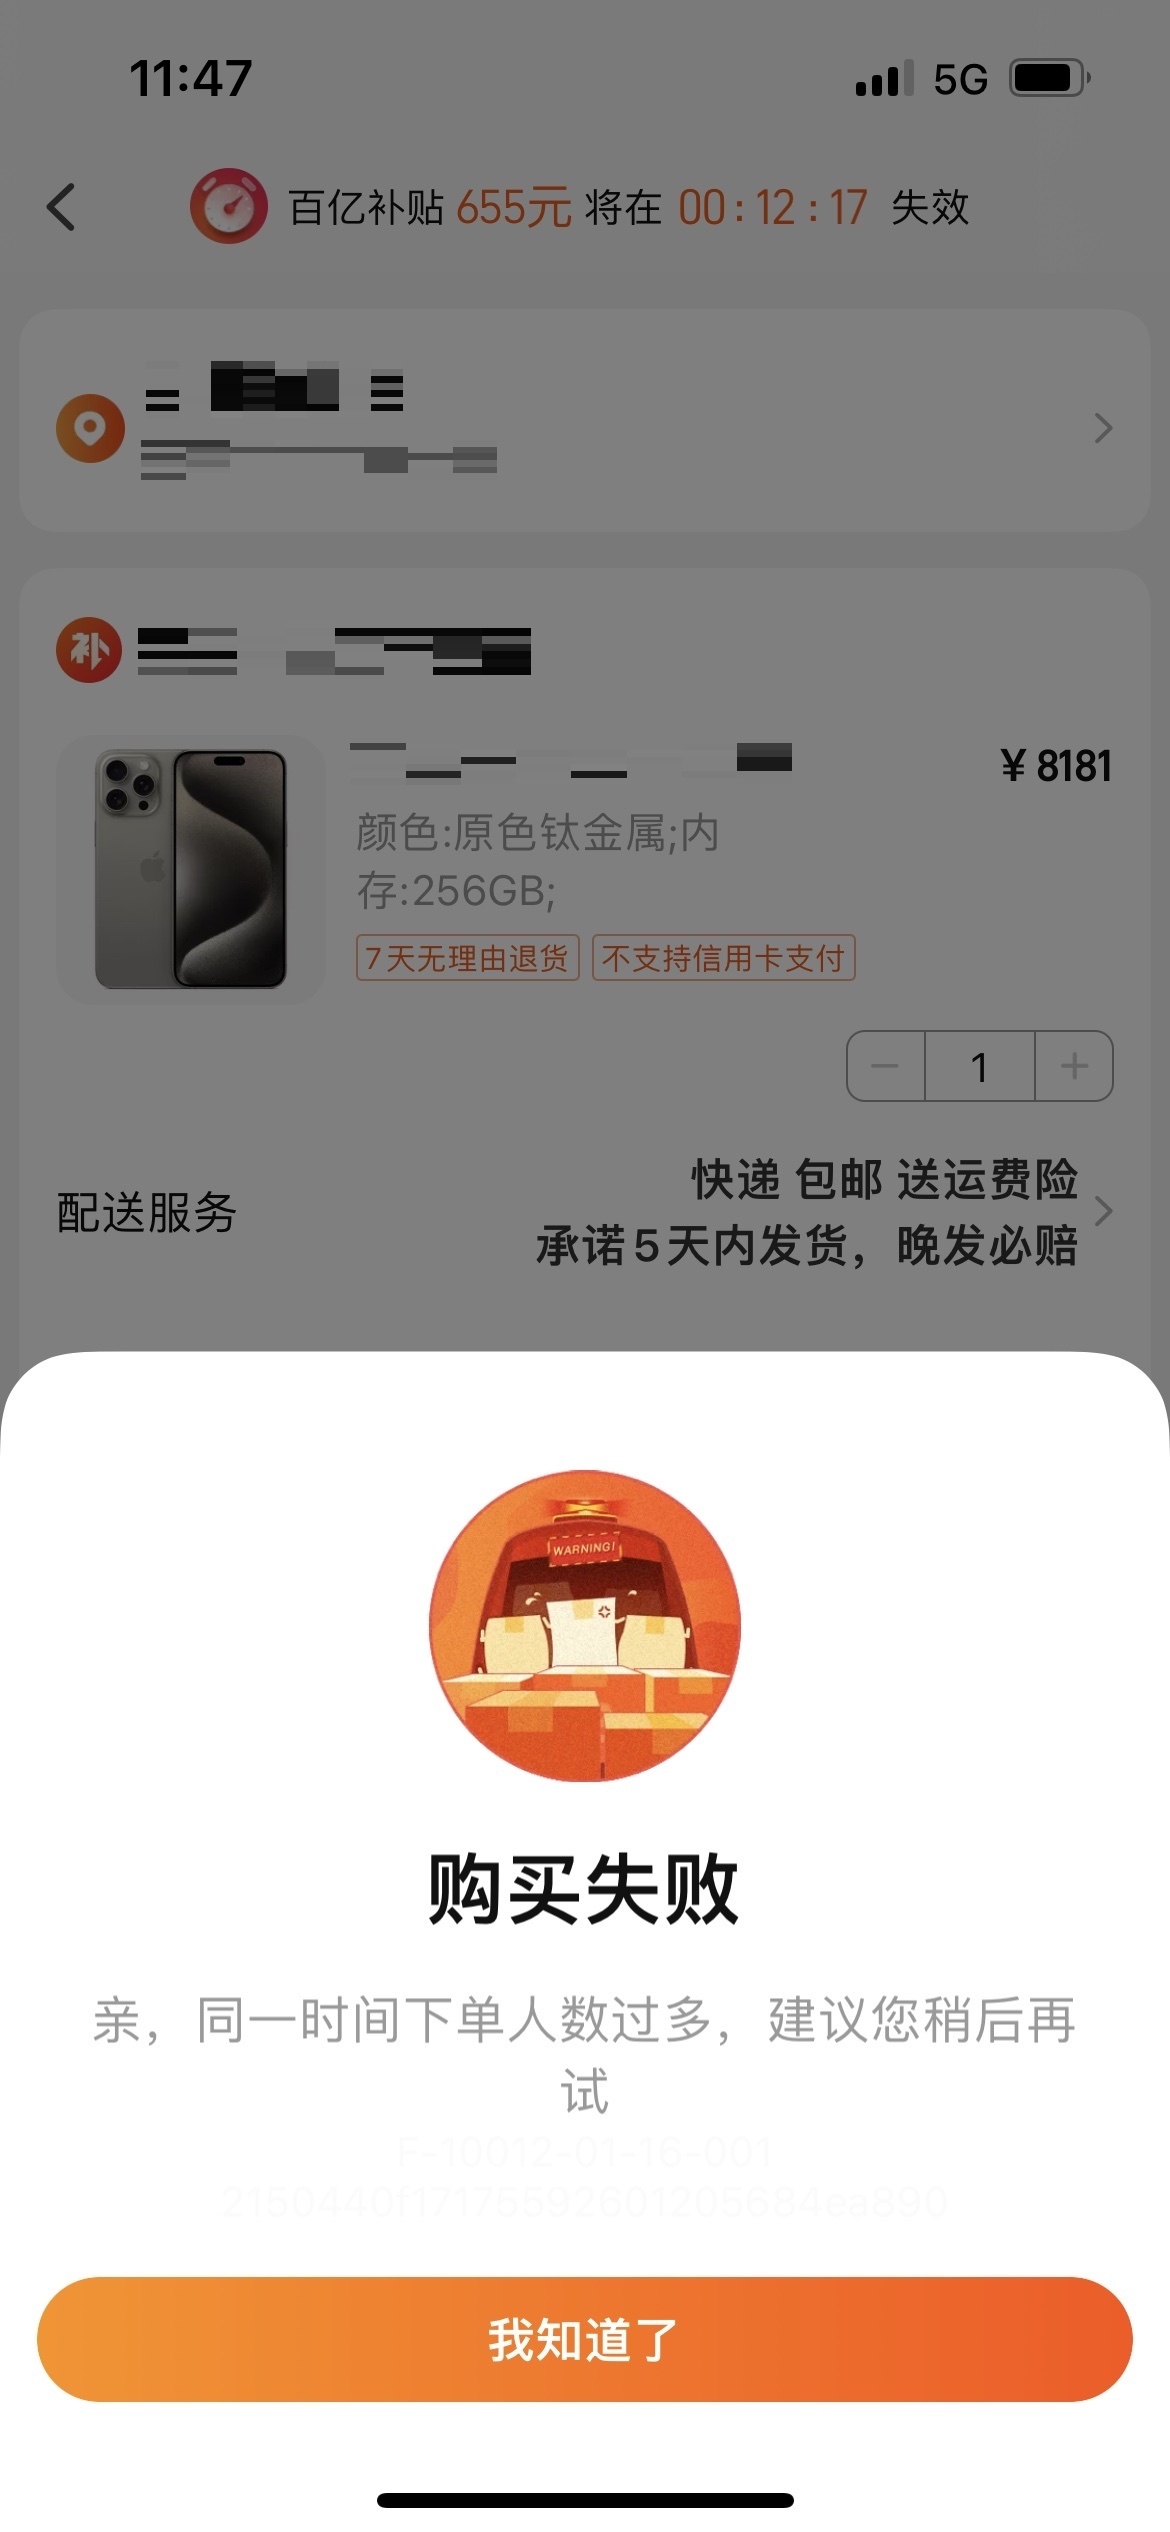 11:47
5G
百亿补贴 655元 将在 00:12:17 失效
补
¥8181
颜色:原色钛金属;内
存:256GB;
7天无理由退货 不支持信用卡支付
1
快递 包邮 送运费险
配送服务
承诺5天内发货，晚发必赔
WARNING!
购买失败
亲，同一时间下单人数过多，建议您稍后再
试
F-10012-01-16-001
2150440f17175592601205684ea890
我知道了